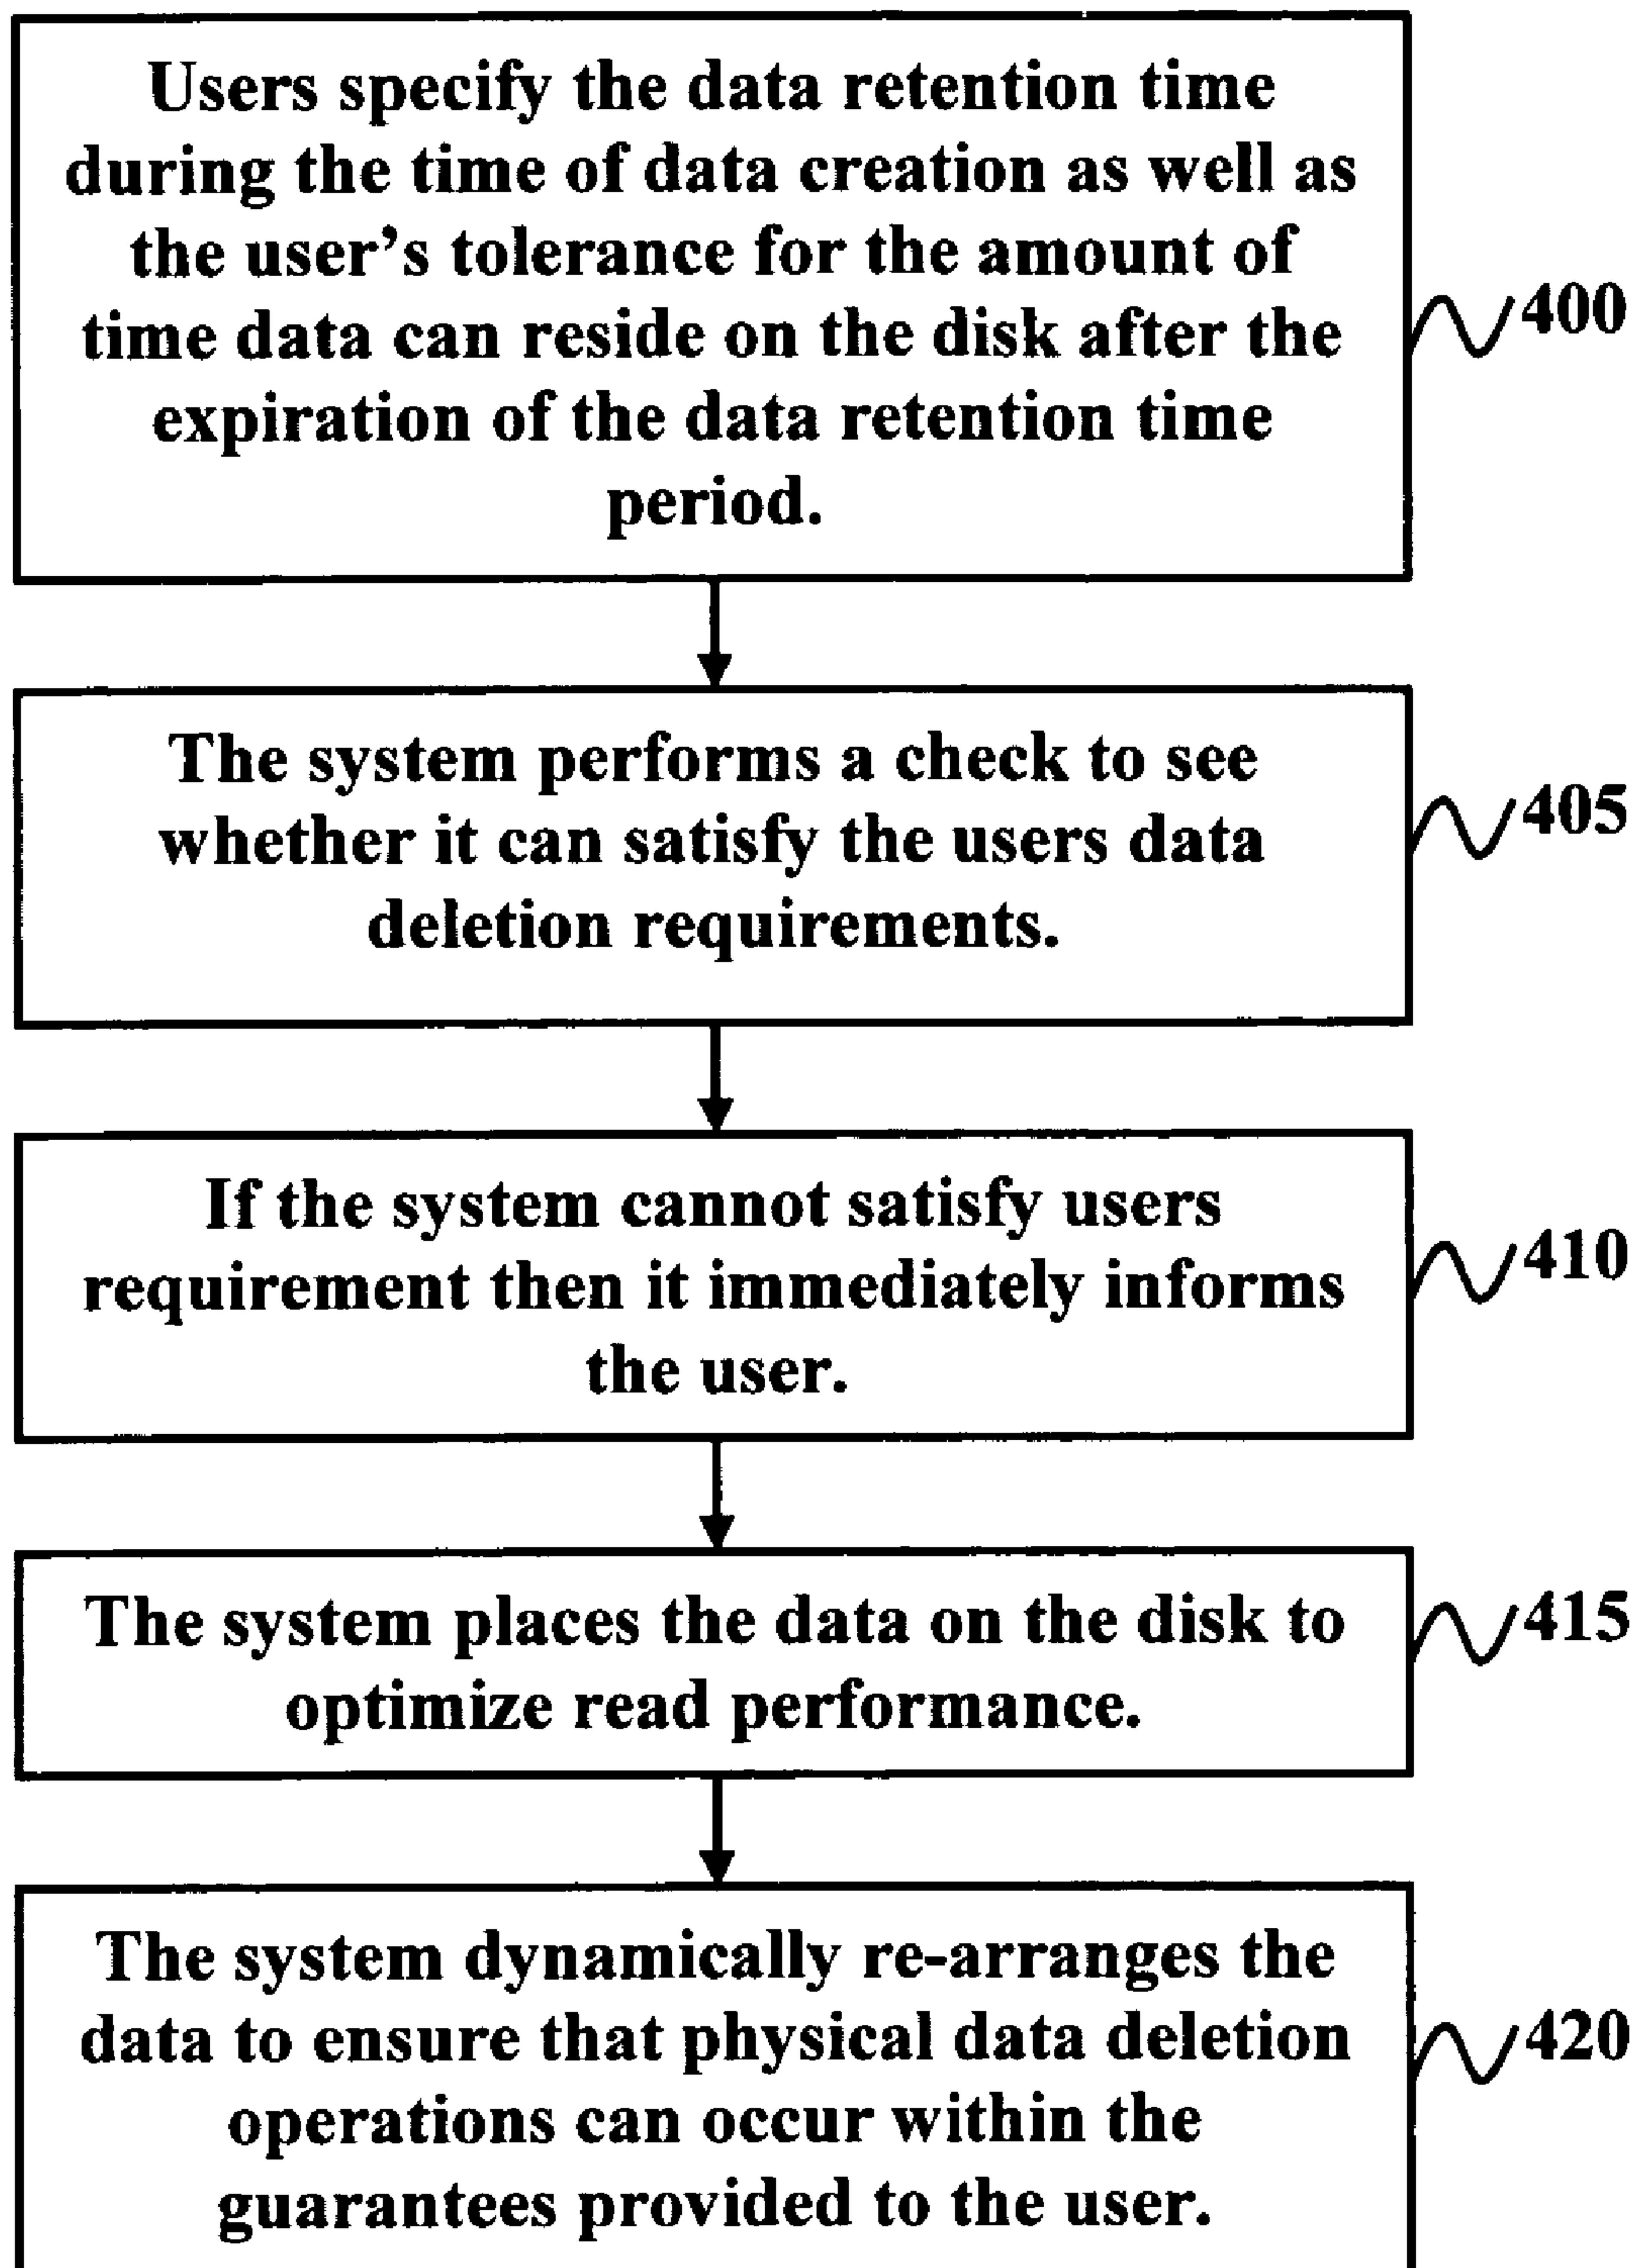 Users specify the data retention time
during the time of data creation as well as
the user's tolerance for the amount of
time data can reside on the disk after the
expiration of the data retention time
period.
400
The system performs a check to see
whether it can satisfy the users data
deletion requirements.
405
If the system cannot satisfy users
requirement then it immediately informs
the user.
410
The system places the data on the disk to
optimize read performance.
415
The system dynamically re-arranges the
data to ensure that physical data deletion
operations can occur within the
guarantees provided to the user.
420